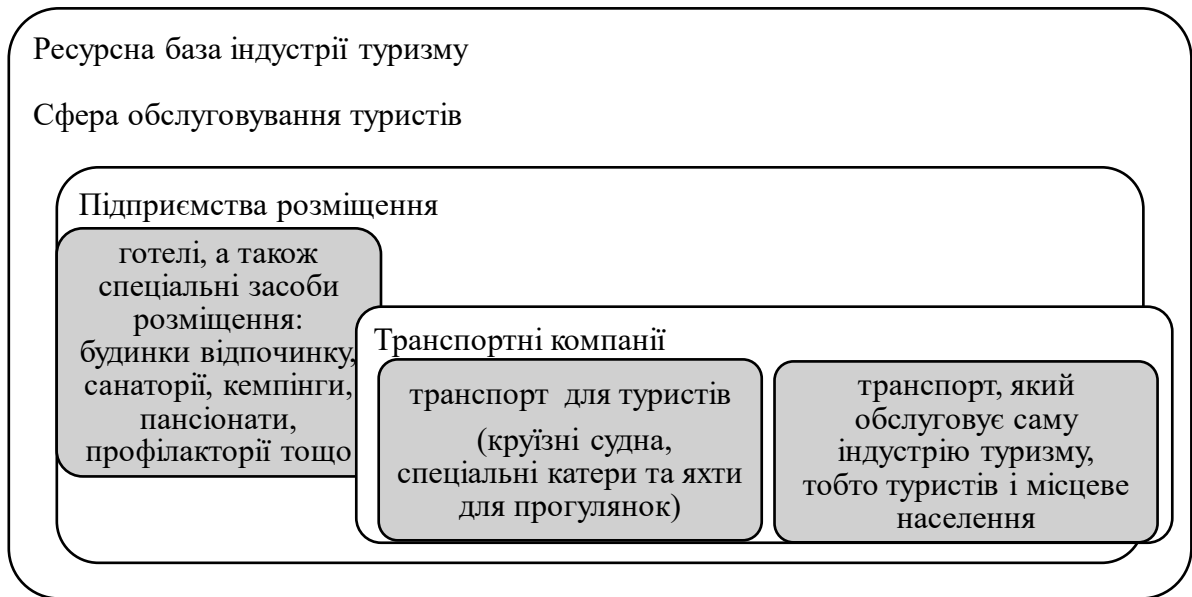 Ресурсна база індустрії туризму
Сфера обслуговування туристів
Підприємства розміщення
готелі, а також
спеціальні засоби
розміщення:
будинки відпочинку,
санаторії, кемпінги,
пансіонати,
профілакторії тощо
Транспортні компанії
транспорт для туристів
(круїзні судна,
спеціальні катери та яхти
для прогулянок)
транспорт, який
обслуговує саму
індустрію туризму,
тобто туристів і місцеве
населення